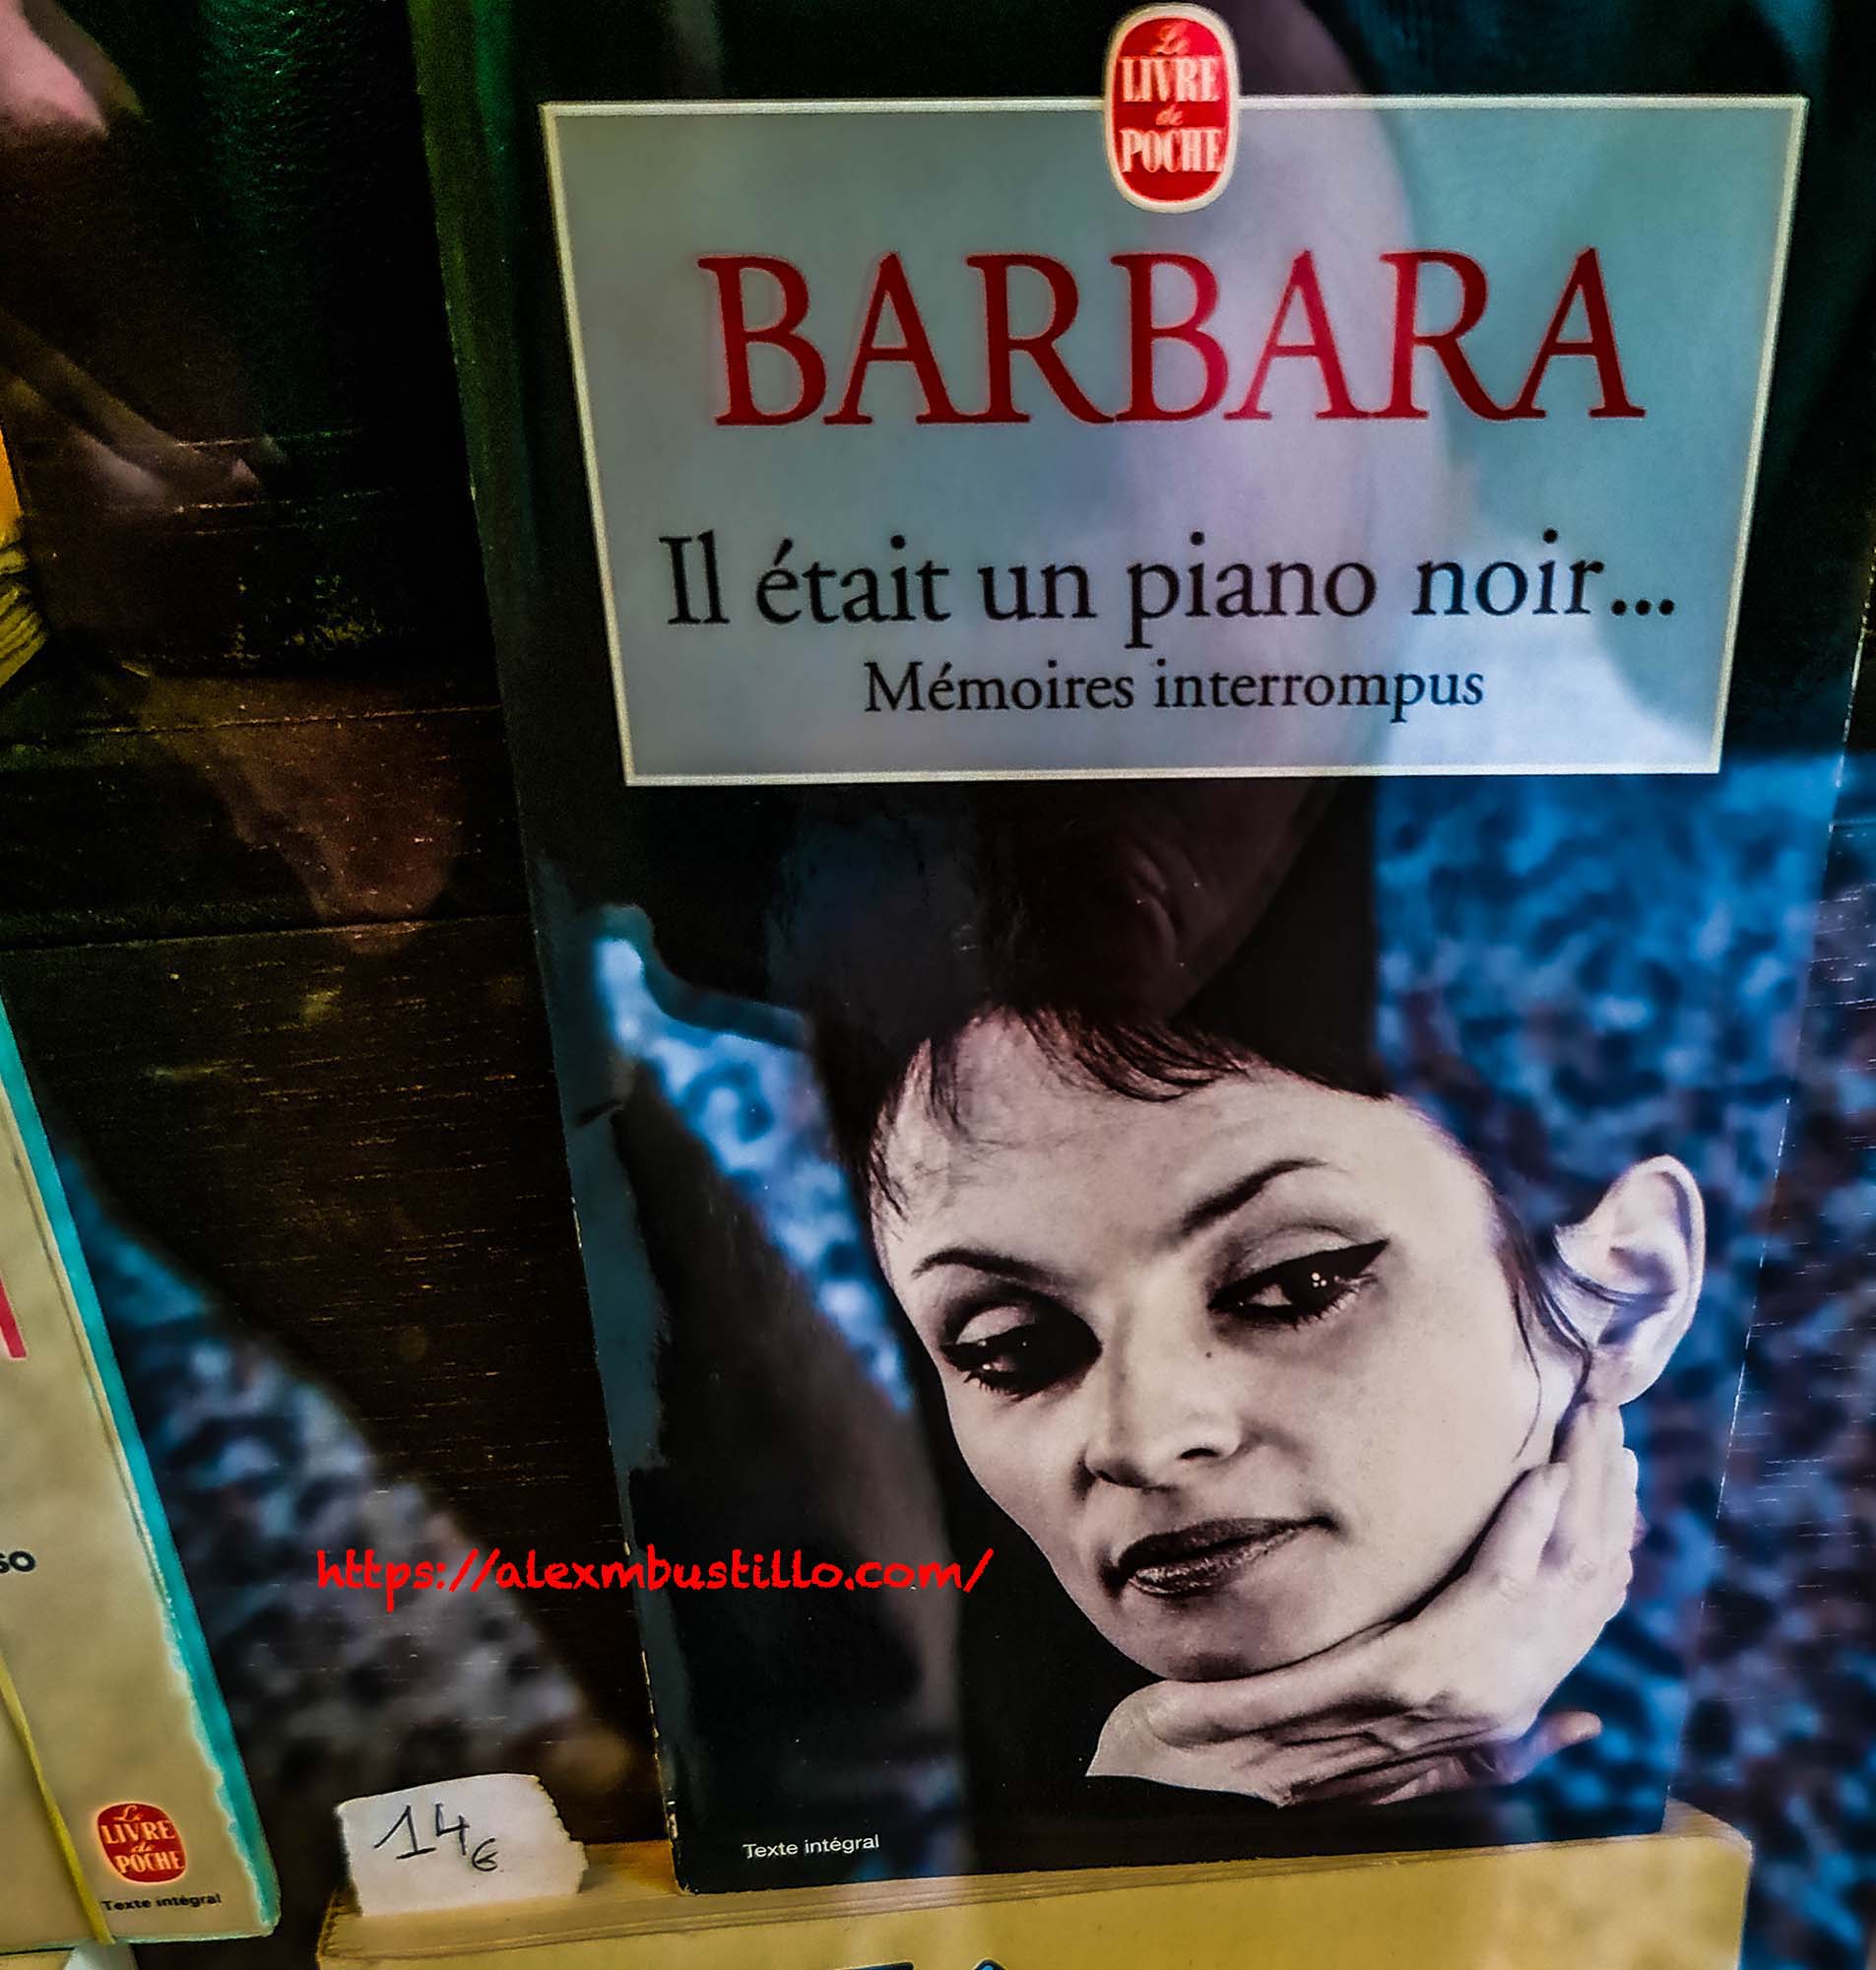 Le
LIVRE
de
POCHE
BARBARA
Il était un piano noir...
Mémoires interrompus
so
https://alexmbustillo.com/
14€
Texte intégral
Le
LIVRE
de
POCHE
Texte intégral